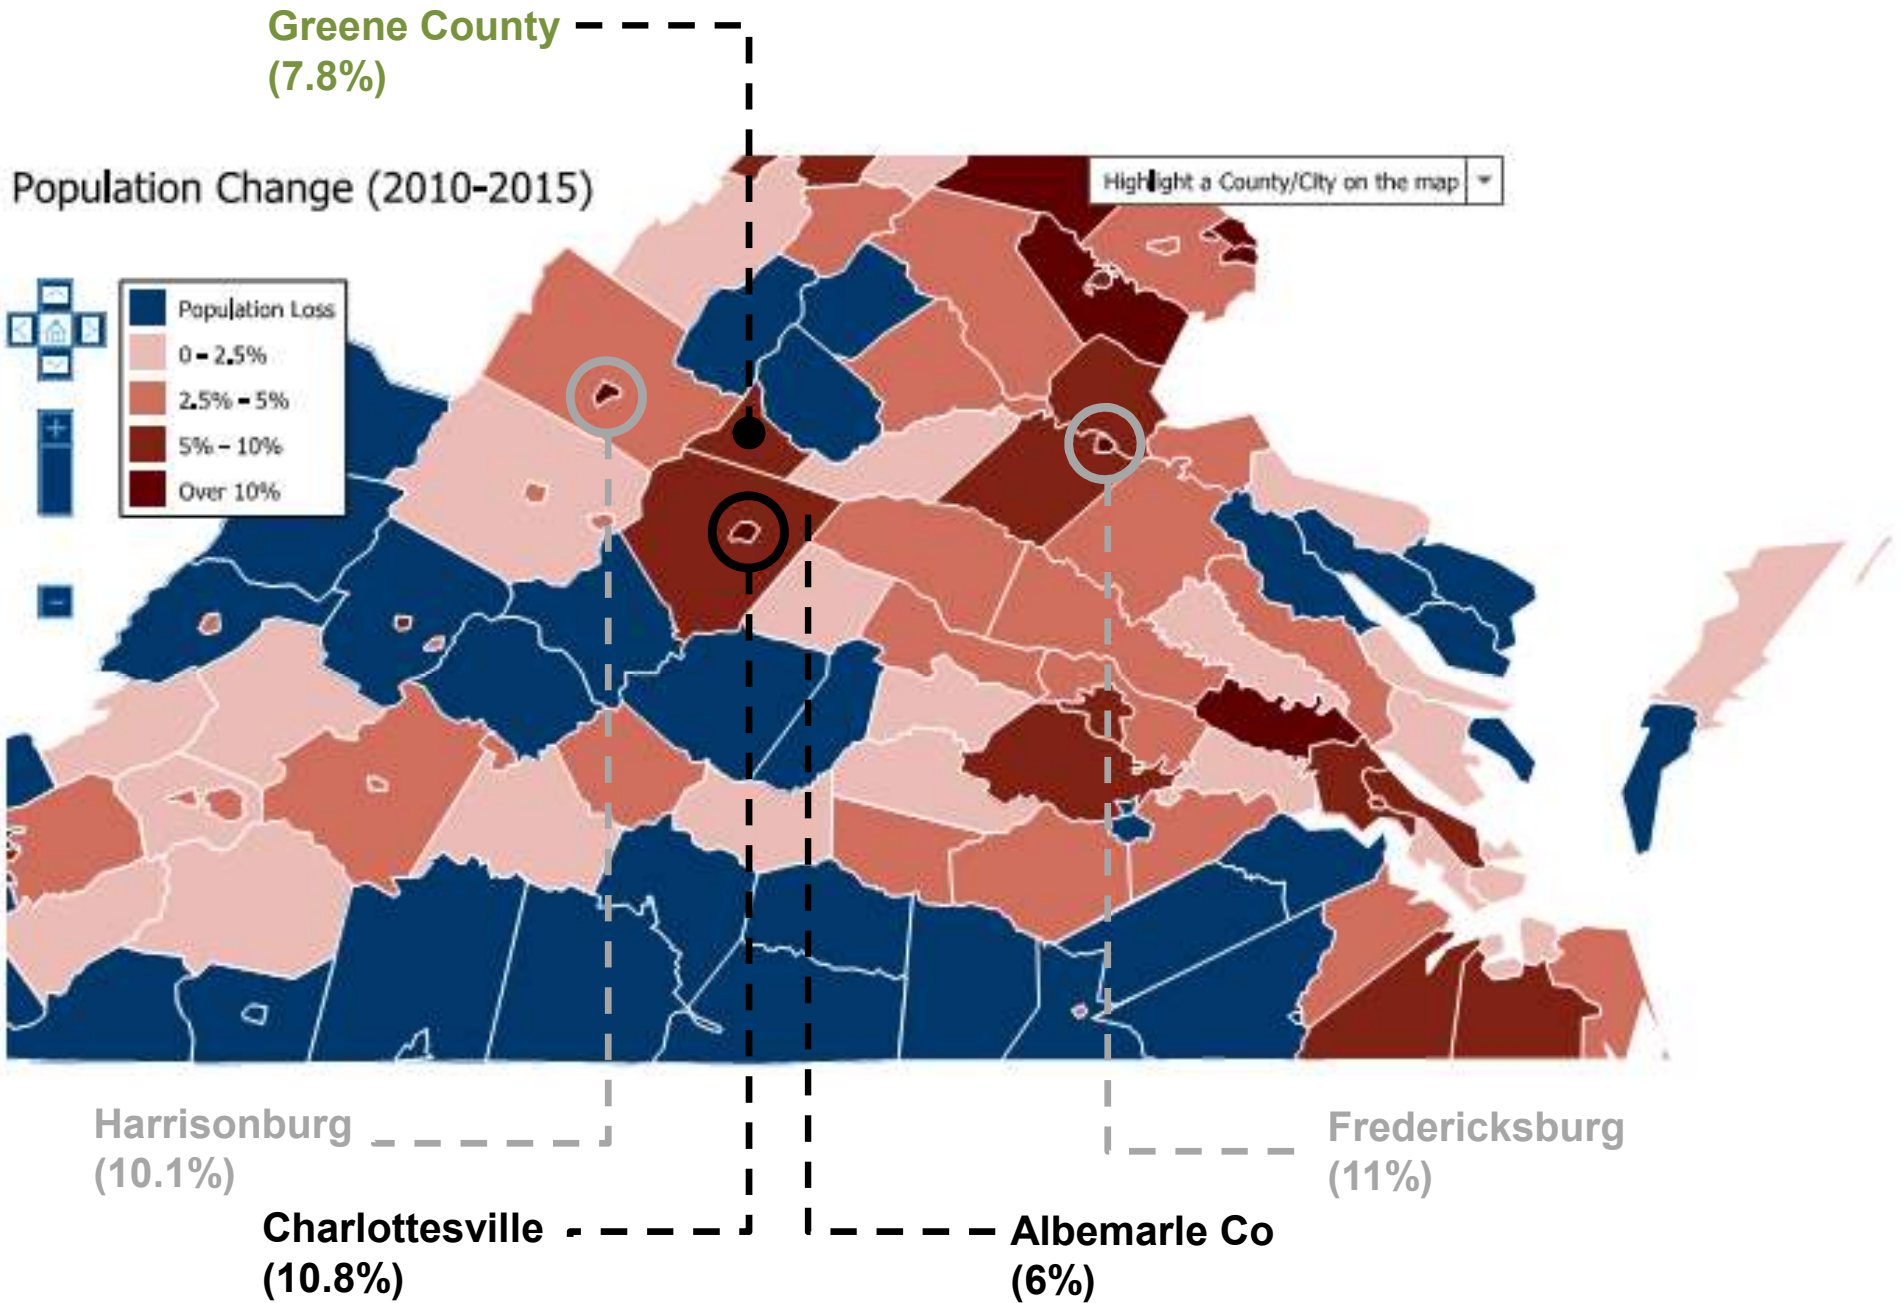 Greene County
(7.8%)
Population Change (2010-2015)
Highlight a County/City on the map
Population Loss
0 - 2.5%
2.5% - 5%
5% - 10%
Over 10%
+
-
Harrisonburg
(10.1%)
Fredericksburg
(11%)
Charlottesville
(10.8%)
Albemarle Co
(6%)